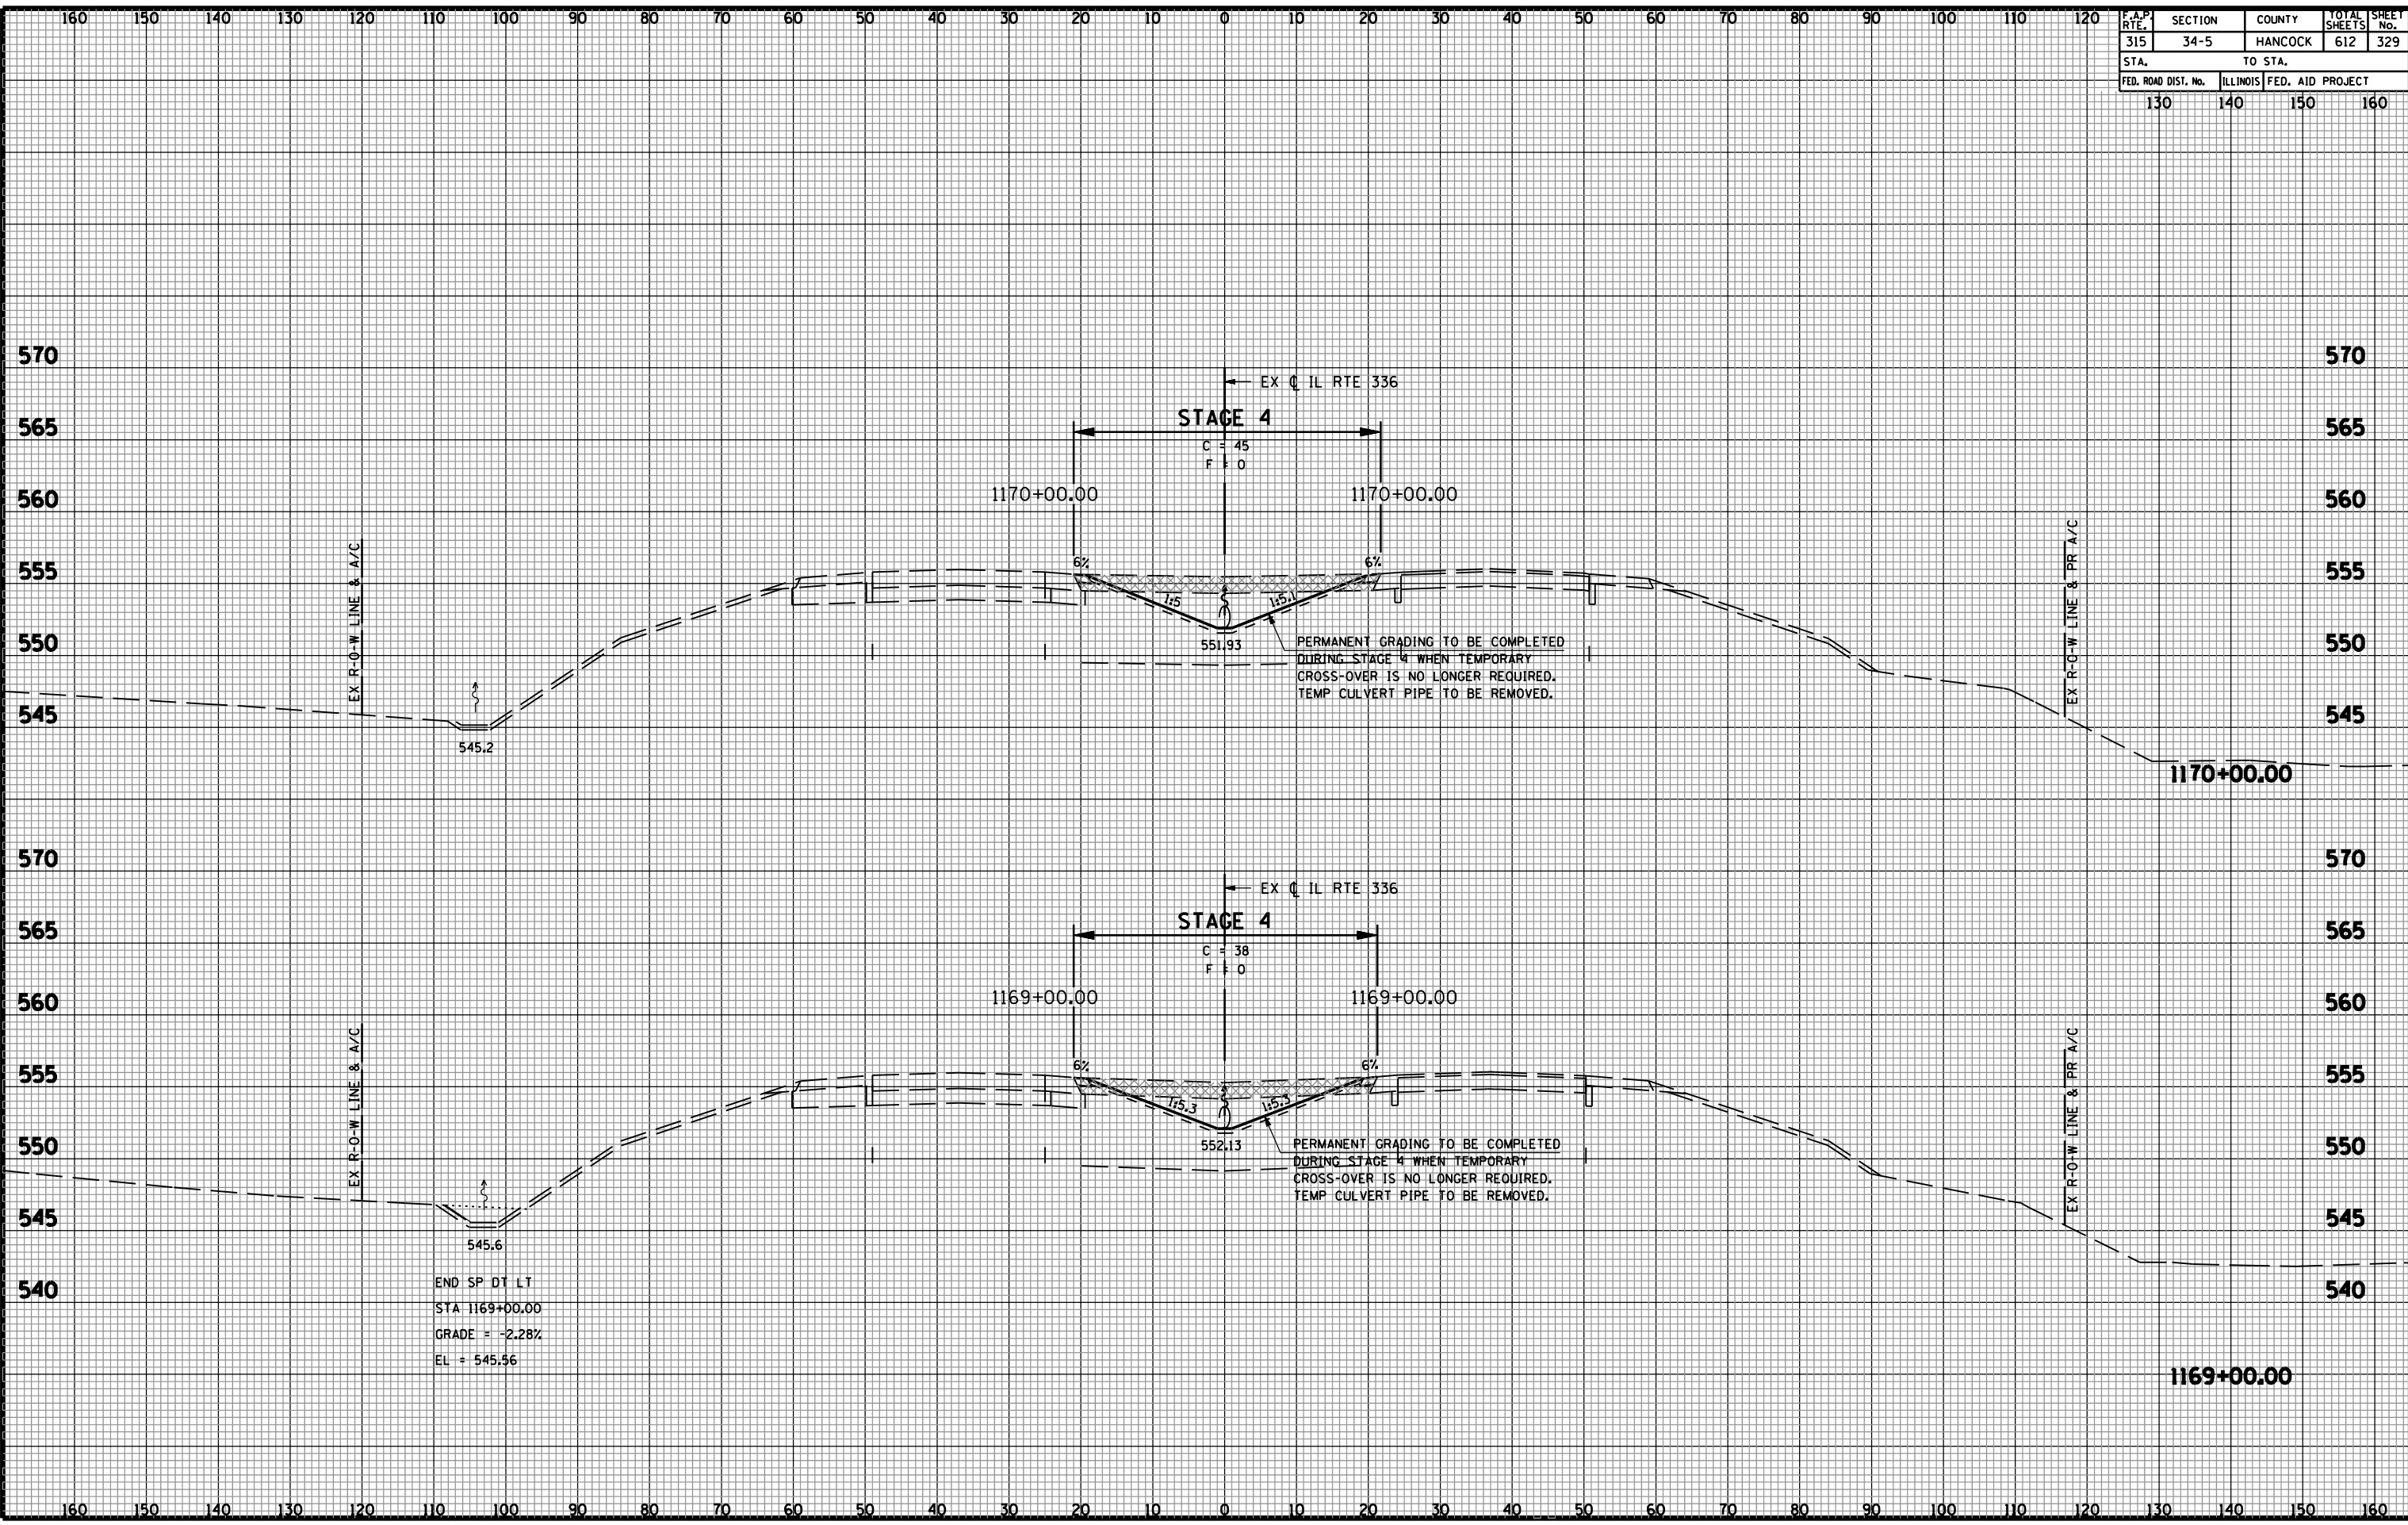 160 150 140 130 120 110 100 90 80 70 60 50 40 30 20 10 0 10 20 30 40 50 60 70 80 90 100 110 120
F.A.P. RTE. SECTION COUNTY TOTAL SHEETS SHEET No.
315 34-5 HANCOCK 612 329
STA. TO STA.
FED. ROAD DIST. No. ILLINOIS FED. AID PROJECT
130 140 150 160
570 570
EX ℄ IL RTE 336
STAGE 4
565 565
C = 45
F = 0
560 1170+00.00 1170+00.00 560
EX R-O-W LINE & A/C
EX R-O-W LINE & PR A/C
555 6% 6% 555
1:5 1:5.1
550 551.93 550
PERMANENT GRADING TO BE COMPLETED
DURING STAGE 4 WHEN TEMPORARY
CROSS-OVER IS NO LONGER REQUIRED.
TEMP CULVERT PIPE TO BE REMOVED.
545 545
545.2
1170+00.00
570 570
EX ℄ IL RTE 336
STAGE 4
565 565
C = 38
F = 0
560 1169+00.00 1169+00.00 560
EX R-O-W LINE & A/C
EX R-O-W LINE & PR A/C
555 6% 6% 555
1:5.3 1:5.3
550 552.13 550
PERMANENT GRADING TO BE COMPLETED
DURING STAGE 4 WHEN TEMPORARY
CROSS-OVER IS NO LONGER REQUIRED.
TEMP CULVERT PIPE TO BE REMOVED.
545 545
545.6
540 540
END SP DT LT
STA 1169+00.00
GRADE = -2.28%
EL = 545.56
1169+00.00
160 150 140 130 120 110 100 90 80 70 60 50 40 30 20 10 0 10 20 30 40 50 60 70 80 90 100 110 120 130 140 150 160